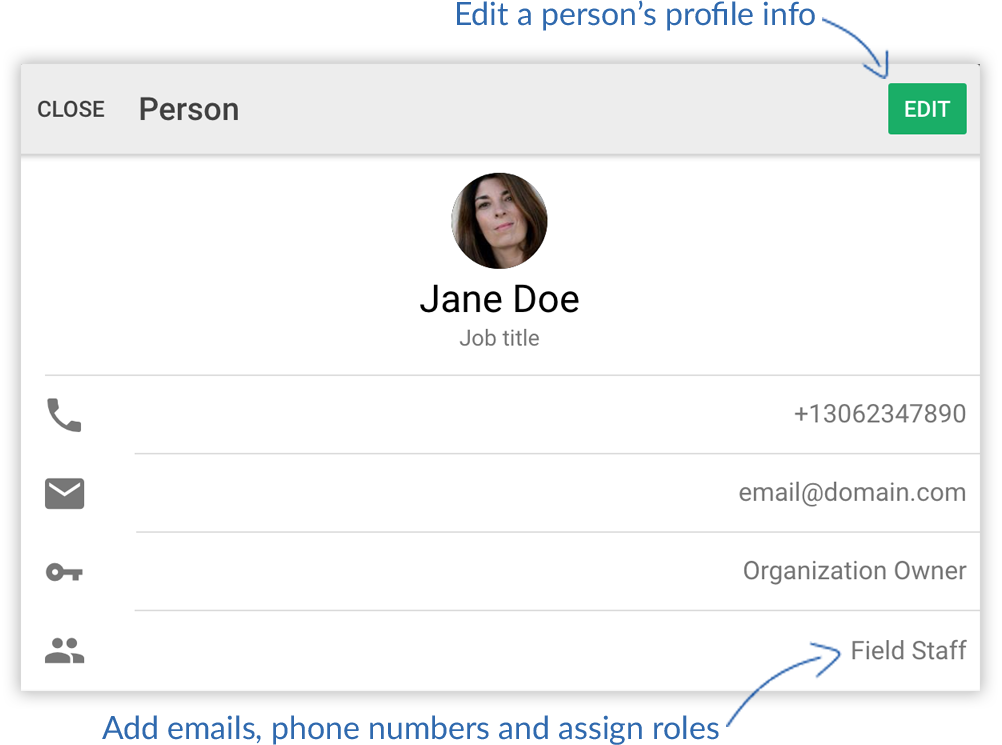 Edit a person's profile info
CLOSE Person EDIT
Jane Doe
Job title
+13062347890
email@domain.com
Organization Owner
Field Staff
Add emails, phone numbers and assign roles